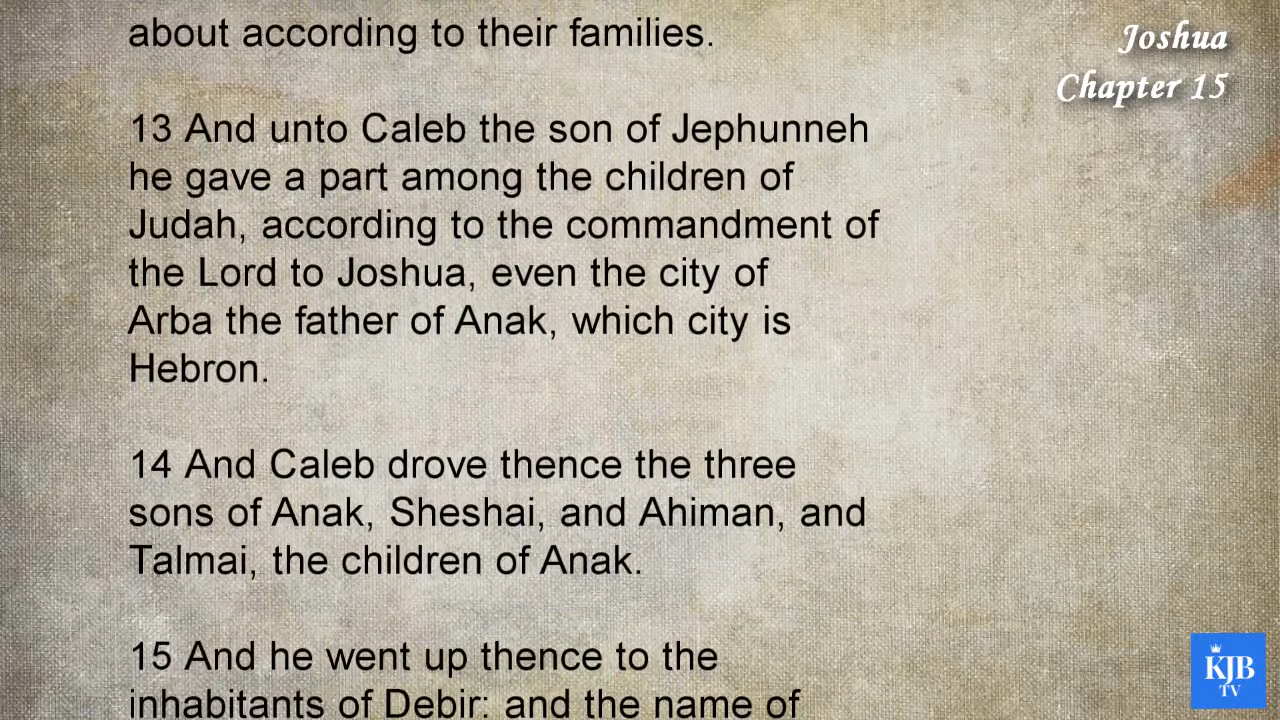 about according to their families.
Joshua
Chapter 15
13 And unto Caleb the son of Jephunneh
he gave a part among the children of
Judah, according to the commandment of
the Lord to Joshua, even the city of
Arba the father of Anak, which city is
Hebron.
14 And Caleb drove thence the three
sons of Anak, Sheshai, and Ahiman, and
Talmai, the children of Anak.
15 And he went up thence to the
inhabitants of Debir: and the name of
KJB
TV